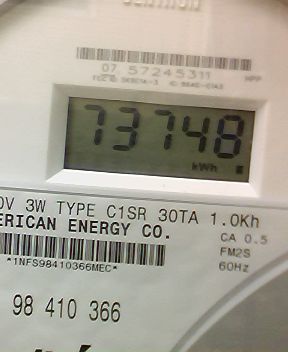 07 57245311
73748
kWh
0V 3W TYPE C1SR 30TA 1.0Kh
ERICAN ENERGY CO.
CA 0.5
FM2S
*1NFS98410366MEC*
60Hz
98 410 366